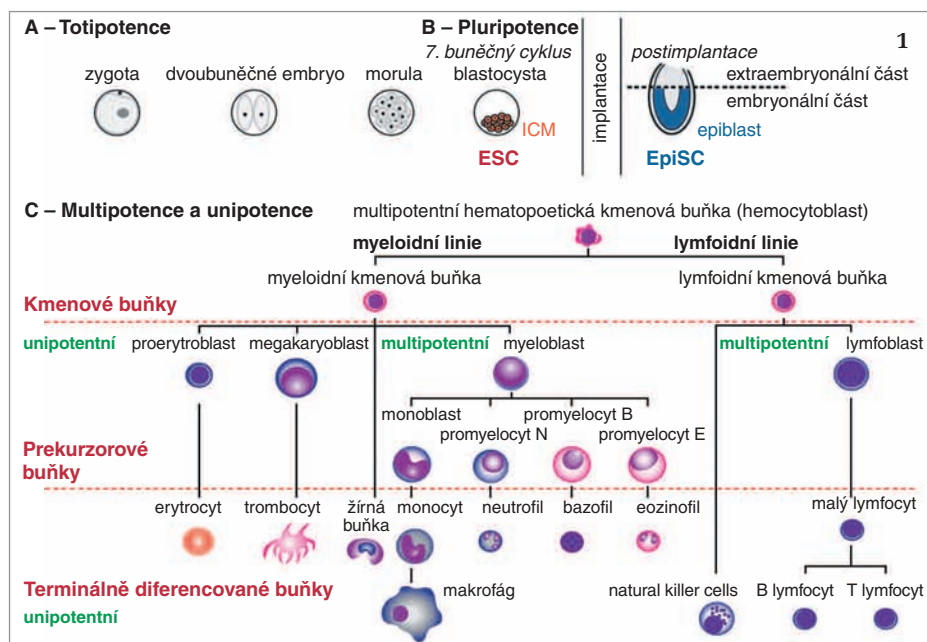 A – Totipotence
B – Pluripotence
1
7. buněčný cyklus
postimplantace
zygota
dvoubuněčné embryo
morula
blastocysta
implantace
extraembryonální část
embryonální část
ICM
epiblast
ESC
EpiSC
C – Multipotence a unipotence
multipotentní hematopoetická kmenová buňka (hemocytoblast)
myeloidní linie
lymfoidní linie
myeloidní kmenová buňka
lymfoidní kmenová buňka
Kmenové buňky
unipotentní
proerytroblast
megakaryoblast
multipotentní
myeloblast
multipotentní
lymfoblast
monoblast
promyelocyt B
promyelocyt N
promyelocyt E
Prekurzorové
buňky
erytrocyt
trombocyt
žírná
buňka
monocyt
neutrofil
bazofil
eozinofil
malý lymfocyt
Terminálně diferencované buňky
makrofág
natural killer cells
B lymfocyt
T lymfocyt
unipotentní